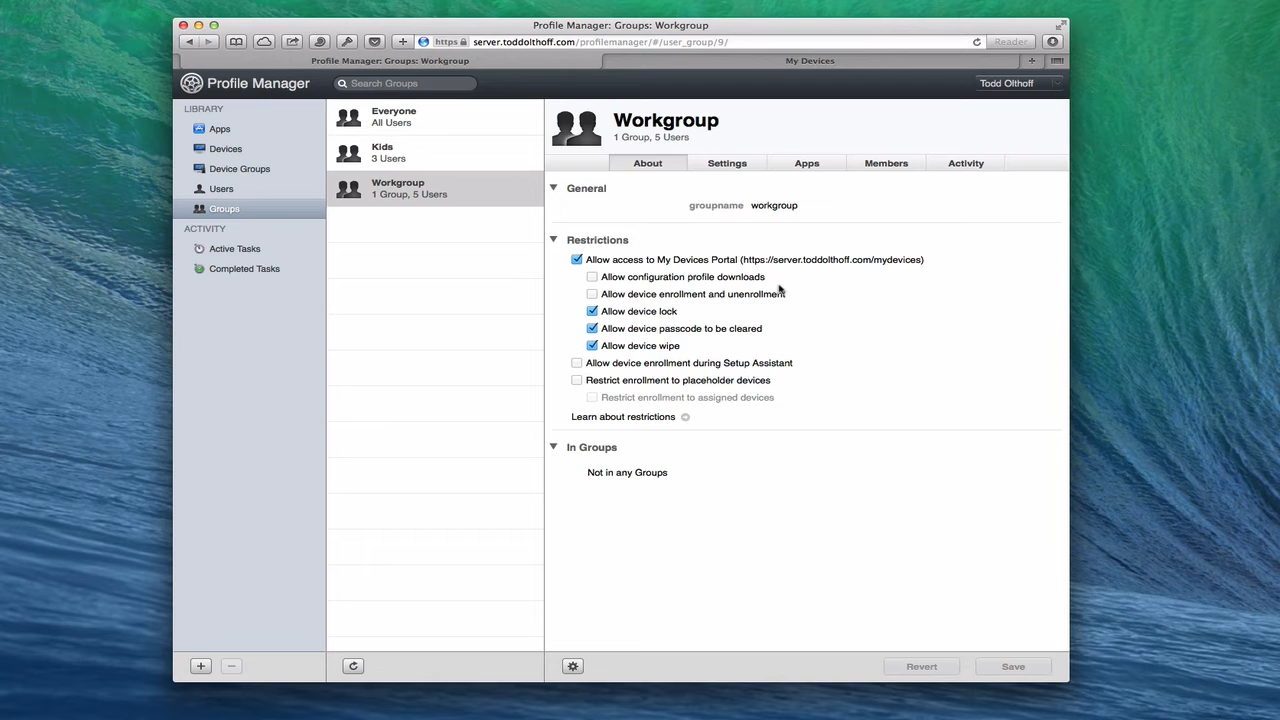 Profile Manager: Groups: Workgroup
https server.toddolthoff.com/profilemanager/#/user_group/9/
Reader
Profile Manager: Groups: Workgroup
My Devices
Profile Manager
Search Groups
Todd Olthoff
LIBRARY
Apps
Devices
Device Groups
Users
Groups
ACTIVITY
Active Tasks
Completed Tasks
Everyone
All Users
Kids
3 Users
Workgroup
1 Group, 5 Users
Workgroup
1 Group, 5 Users
About
Settings
Apps
Members
Activity
General
groupname workgroup
Restrictions
Allow access to My Devices Portal (https://server.toddolthoff.com/mydevices)
Allow configuration profile downloads
Allow device enrollment and unenrollment
Allow device lock
Allow device passcode to be cleared
Allow device wipe
Allow device enrollment during Setup Assistant
Restrict enrollment to placeholder devices
Restrict enrollment to assigned devices
Learn about restrictions
In Groups
Not in any Groups
Revert
Save